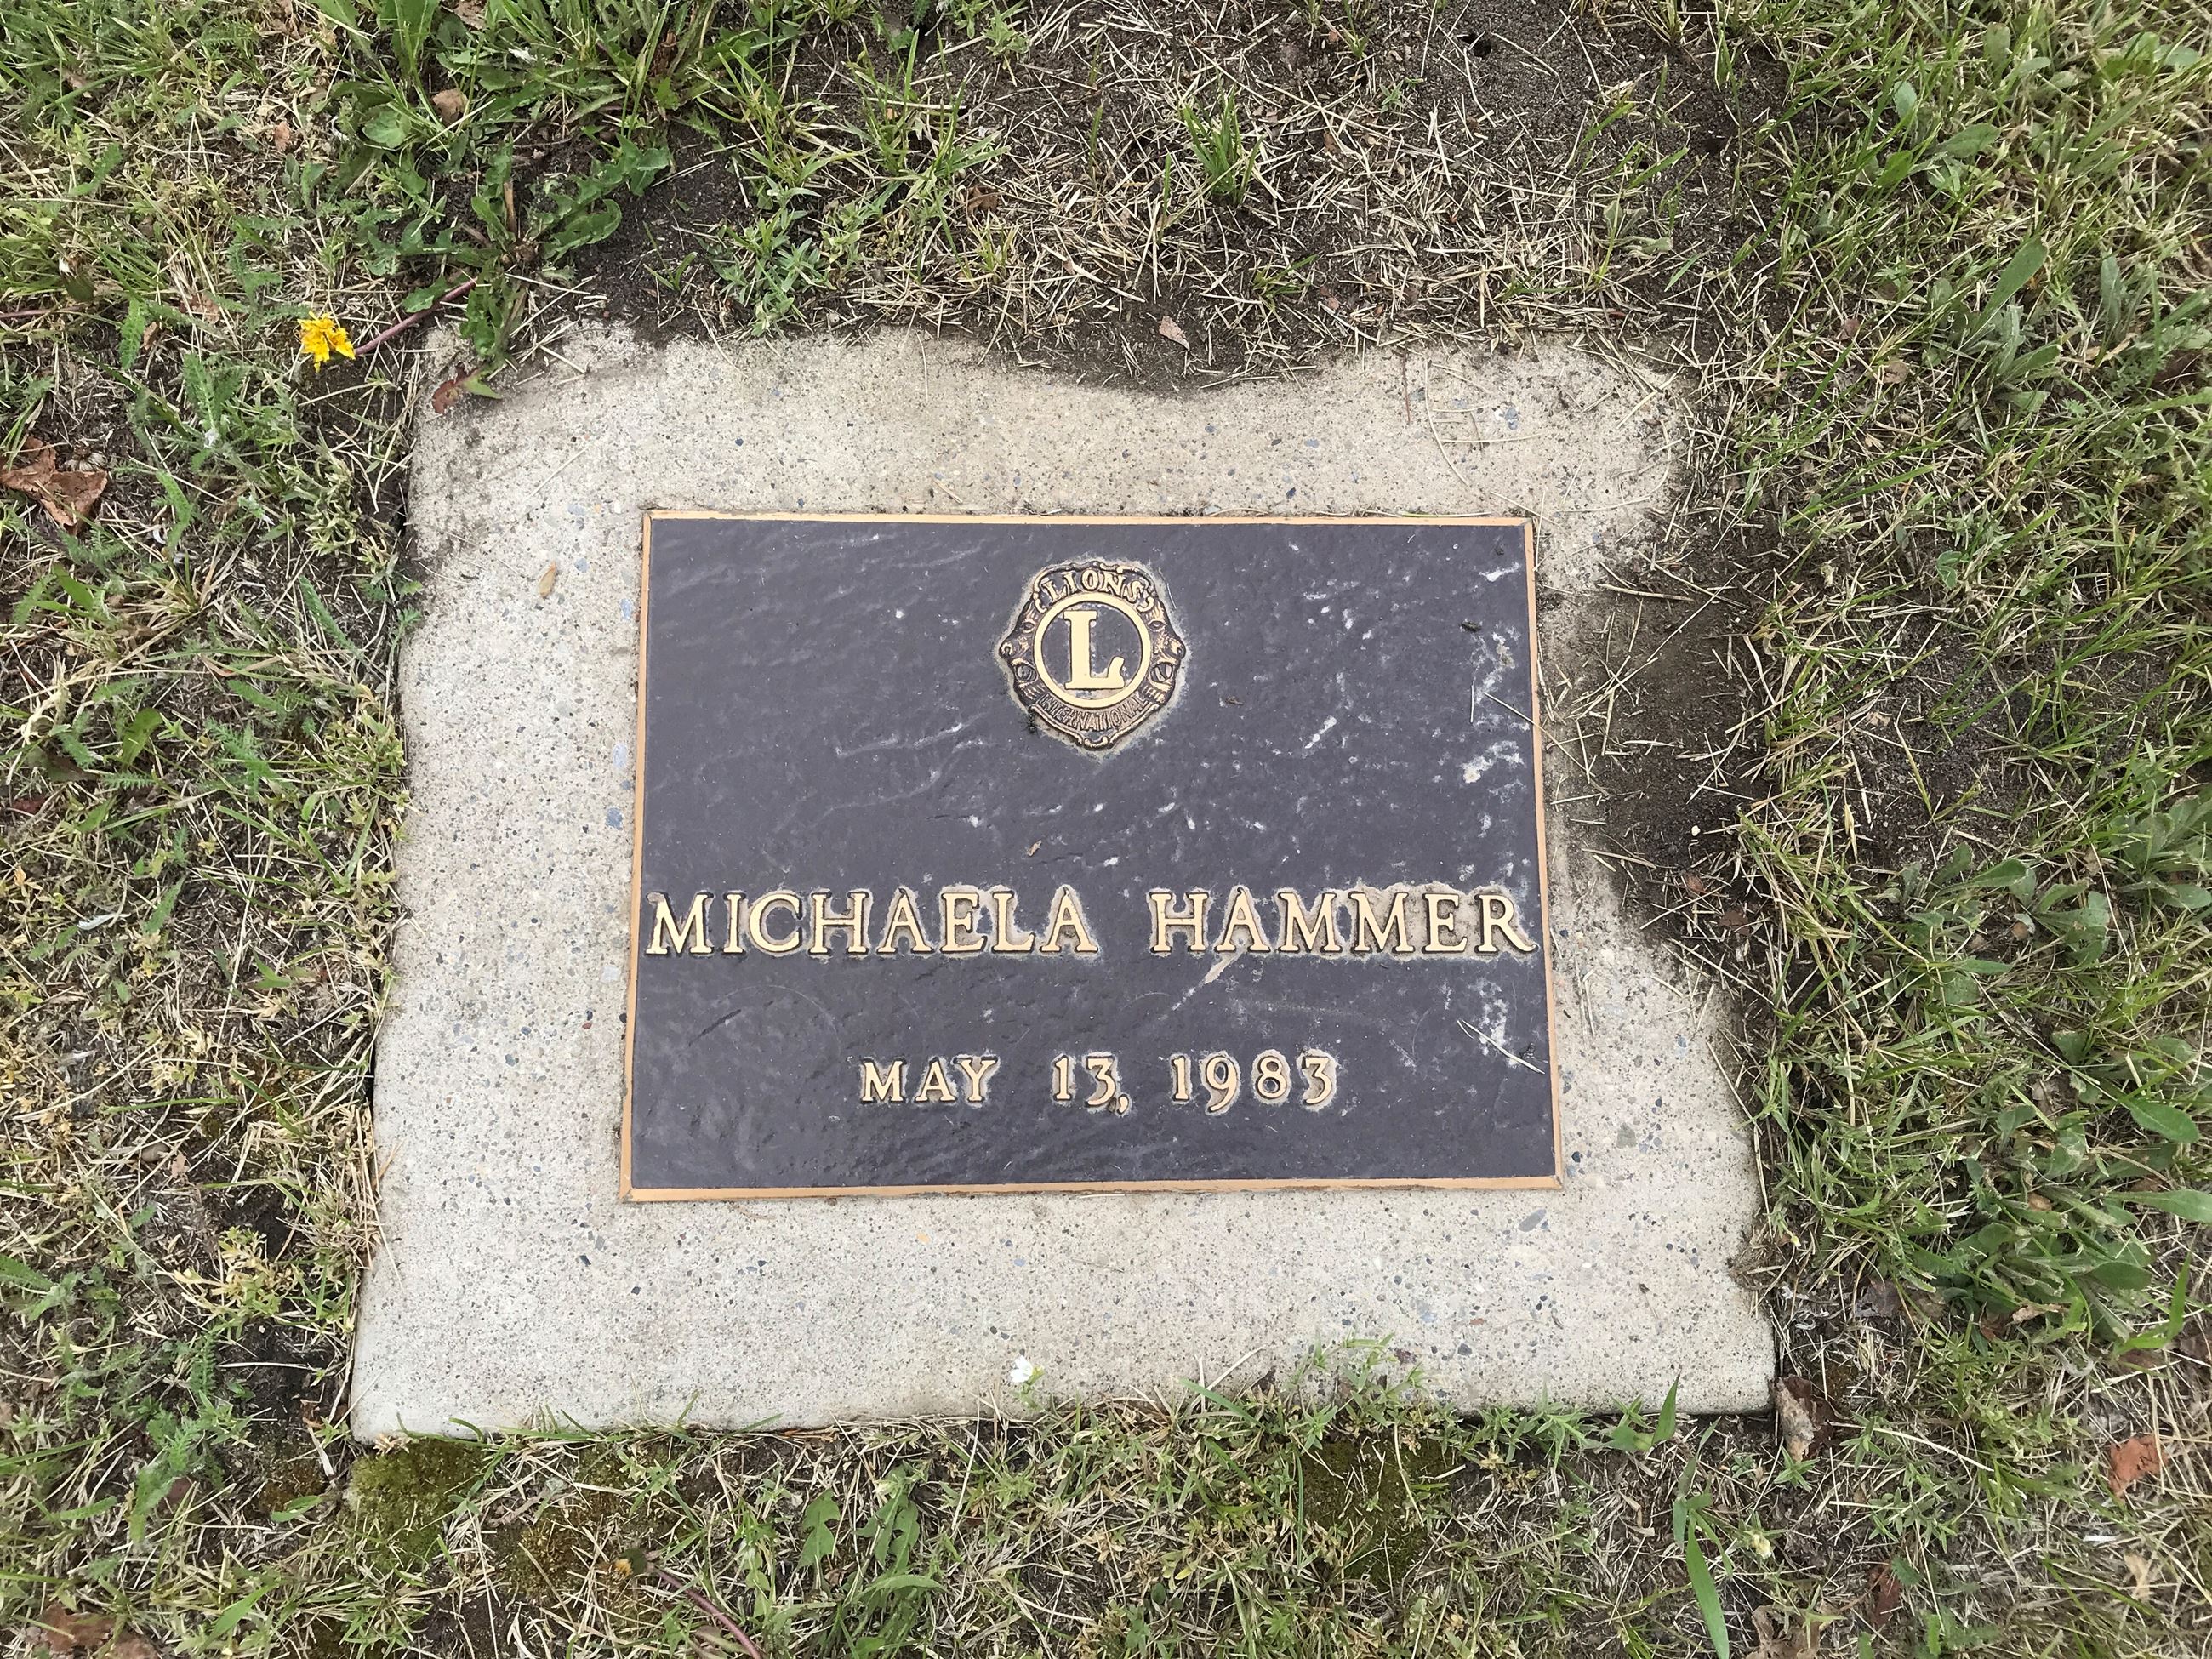 LIONS
L
INTERNATIONAL
MICHAELA HAMMER
MAY 13, 1983